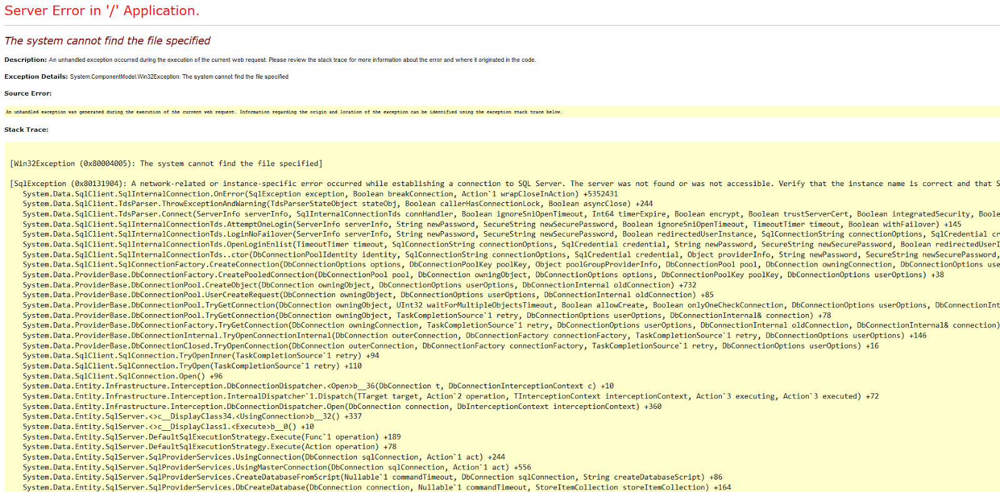 Server Error in '/' Application.
The system cannot find the file specified
Description: An unhandled exception occurred during the execution of the current web request. Please review the stack trace for more information about the error and where it originated in the code.
Exception Details: System.ComponentModel.Win32Exception: The system cannot find the file specified
Source Error:
An unhandled exception was generated during the execution of the current web request. Information regarding the origin and location of the exception can be identified using the exception stack trace below.
Stack Trace:
[Win32Exception (0x80004005): The system cannot find the file specified]
[SqlException (0x80131904): A network-related or instance-specific error occurred while establishing a connection to SQL Server. The server was not found or was not accessible. Verify that the instance name is correct and that S
System.Data.SqlClient.SqlInternalConnection.OnError(SqlException exception, Boolean breakConnection, Action`1 wrapCloseInAction) +5352431
System.Data.SqlClient.TdsParser.ThrowExceptionAndWarning(TdsParserStateObject stateObj, Boolean callerHasConnectionLock, Boolean asyncClose) +244
System.Data.SqlClient.TdsParser.Connect(ServerInfo serverInfo, SqlInternalConnectionTds connHandler, Boolean ignoreSniOpenTimeout, Int64 timerExpire, Boolean encrypt, Boolean trustServerCert, Boolean integratedSecurity, Boole
System.Data.SqlClient.SqlInternalConnectionTds.AttemptOneLogin(ServerInfo serverInfo, String newPassword, SecureString newSecurePassword, Boolean ignoreSniOpenTimeout, TimeoutTimer timeout, Boolean withFailover) +145
System.Data.SqlClient.SqlInternalConnectionTds.LoginNoFailover(ServerInfo serverInfo, String newPassword, SecureString newSecurePassword, Boolean redirectedUserInstance, SqlConnectionString connectionOptions, SqlCredential cr
System.Data.SqlClient.SqlInternalConnectionTds.OpenLoginEnlist(TimeoutTimer timeout, SqlConnectionString connectionOptions, SqlCredential credential, String newPassword, SecureString newSecurePassword, Boolean redirectedUserI
System.Data.SqlClient.SqlInternalConnectionTds..ctor(DbConnectionPoolIdentity identity, SqlConnectionString connectionOptions, SqlCredential credential, Object providerInfo, String newPassword, SecureString newSecurePassword,
System.Data.SqlClient.SqlConnectionFactory.CreateConnection(DbConnectionOptions options, DbConnectionPoolKey poolKey, Object poolGroupProviderInfo, DbConnectionPool pool, DbConnection owningConnection, DbConnectionOptions use
System.Data.ProviderBase.DbConnectionFactory.CreatePooledConnection(DbConnectionPool pool, DbConnection owningObject, DbConnectionOptions options, DbConnectionPoolKey poolKey, DbConnectionOptions userOptions) +38
System.Data.ProviderBase.DbConnectionPool.CreateObject(DbConnection owningObject, DbConnectionOptions userOptions, DbConnectionInternal oldConnection) +732
System.Data.ProviderBase.DbConnectionPool.UserCreateRequest(DbConnection owningObject, DbConnectionOptions userOptions, DbConnectionInternal oldConnection) +85
System.Data.ProviderBase.DbConnectionPool.TryGetConnection(DbConnection owningObject, UInt32 waitForMultipleObjectsTimeout, Boolean allowCreate, Boolean onlyOneCheckConnection, DbConnectionOptions userOptions, DbConnectionInt
System.Data.ProviderBase.DbConnectionPool.TryGetConnection(DbConnection owningObject, TaskCompletionSource`1 retry, DbConnectionOptions userOptions, DbConnectionInternal& connection) +78
System.Data.ProviderBase.DbConnectionFactory.TryGetConnection(DbConnection owningConnection, TaskCompletionSource`1 retry, DbConnectionOptions userOptions, DbConnectionInternal oldConnection, DbConnectionInternal& connection)
System.Data.ProviderBase.DbConnectionInternal.TryOpenConnectionInternal(DbConnection outerConnection, DbConnectionFactory connectionFactory, TaskCompletionSource`1 retry, DbConnectionOptions userOptions) +146
System.Data.ProviderBase.DbConnectionClosed.TryOpenConnection(DbConnection outerConnection, DbConnectionFactory connectionFactory, TaskCompletionSource`1 retry, DbConnectionOptions userOptions) +16
System.Data.SqlClient.SqlConnection.TryOpenInner(TaskCompletionSource`1 retry) +94
System.Data.SqlClient.SqlConnection.TryOpen(TaskCompletionSource`1 retry) +110
System.Data.SqlClient.SqlConnection.Open() +96
System.Data.Entity.Infrastructure.Interception.DbConnectionDispatcher.<Open>b__36(DbConnection t, DbConnectionInterceptionContext c) +10
System.Data.Entity.Infrastructure.Interception.InternalDispatcher`1.Dispatch(TTarget target, Action`2 operation, TInterceptionContext interceptionContext, Action`3 executing, Action`3 executed) +72
System.Data.Entity.Infrastructure.Interception.DbConnectionDispatcher.Open(DbConnection connection, DbInterceptionContext interceptionContext) +360
System.Data.Entity.SqlServer.<>c__DisplayClass34.<UsingConnection>b__32() +337
System.Data.Entity.SqlServer.<>c__DisplayClass1.<Execute>b__0() +10
System.Data.Entity.SqlServer.DefaultSqlExecutionStrategy.Execute(Func`1 operation) +189
System.Data.Entity.SqlServer.DefaultSqlExecutionStrategy.Execute(Action operation) +78
System.Data.Entity.SqlServer.SqlProviderServices.UsingConnection(DbConnection sqlConnection, Action`1 act) +244
System.Data.Entity.SqlServer.SqlProviderServices.UsingMasterConnection(DbConnection sqlConnection, Action`1 act) +556
System.Data.Entity.SqlServer.SqlProviderServices.CreateDatabaseFromScript(Nullable`1 commandTimeout, DbConnection sqlConnection, String createDatabaseScript) +86
System.Data.Entity.SqlServer.SqlProviderServices.DbCreateDatabase(DbConnection connection, Nullable`1 commandTimeout, StoreItemCollection storeItemCollection) +164